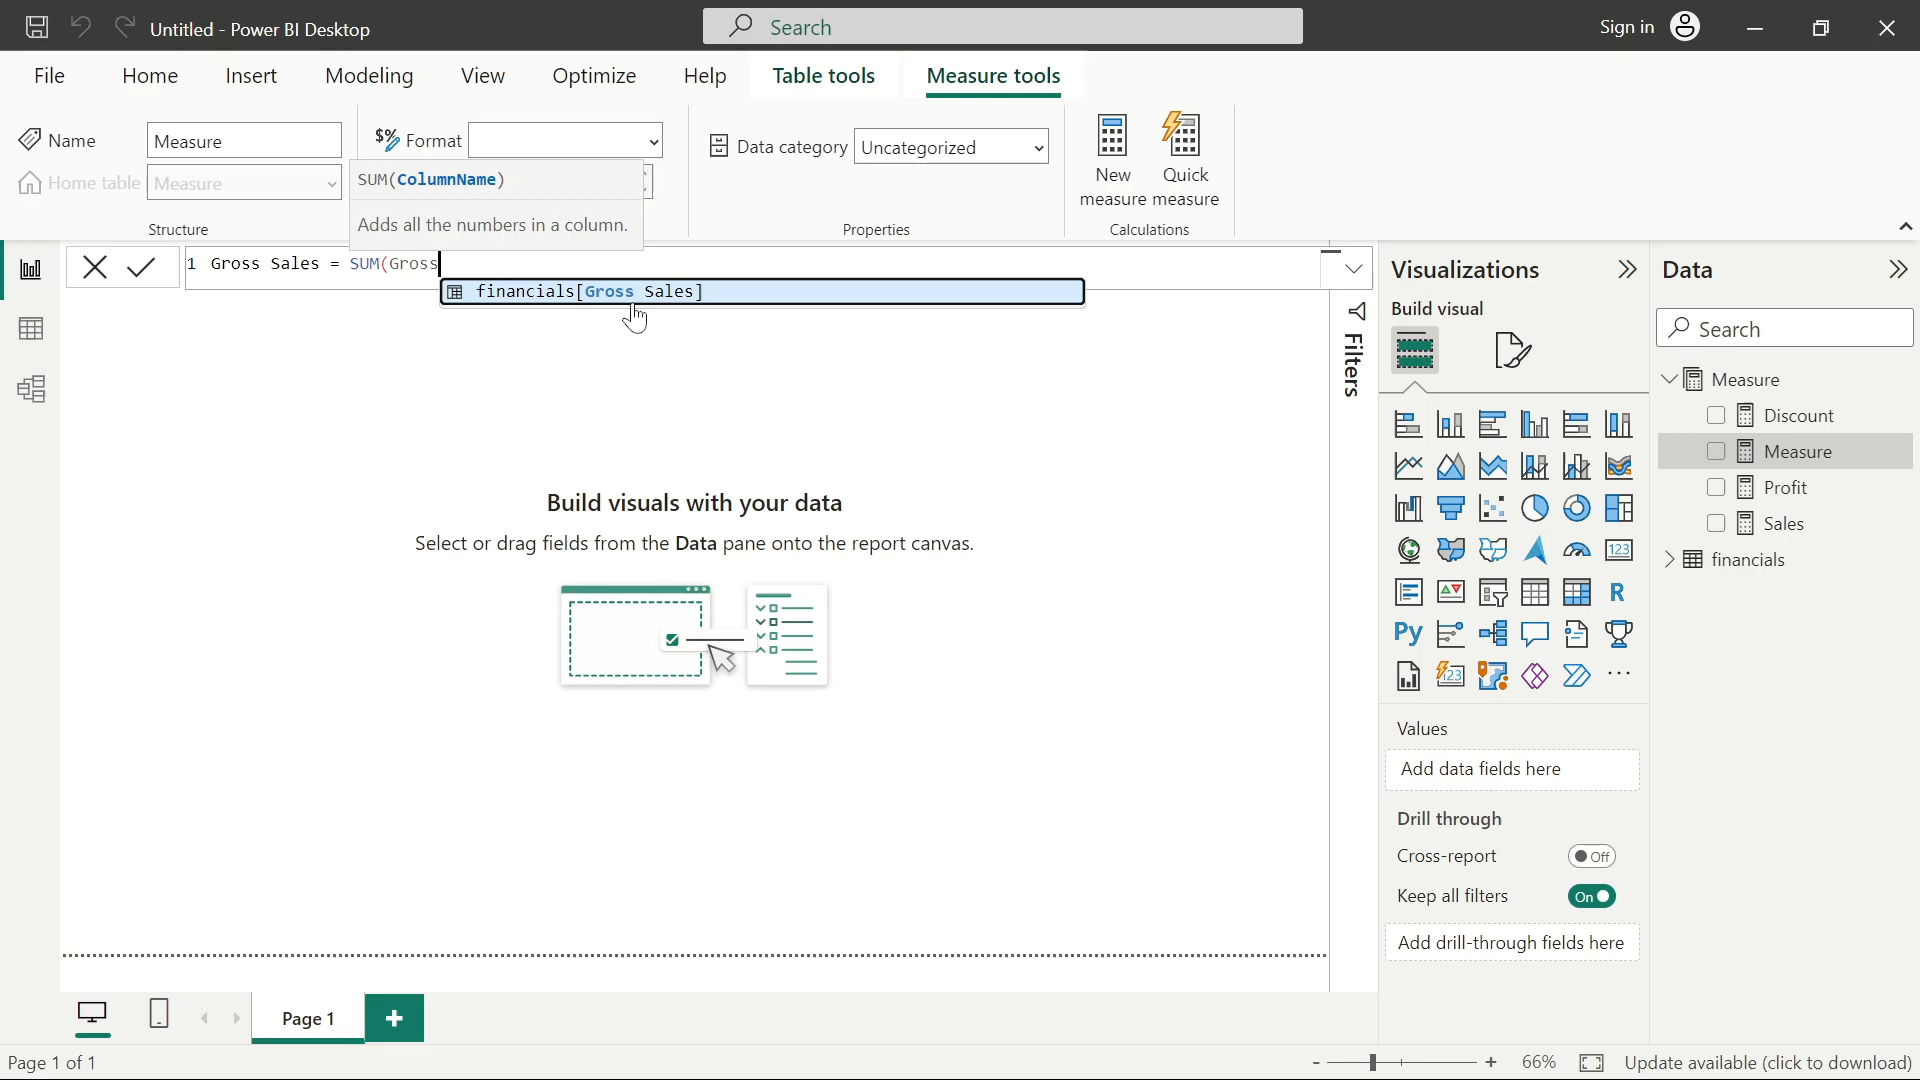 Untitled - Power BI Desktop
Search
Sign in
File
Home
Insert
Modeling
View
Optimize
Help
Table tools
Measure tools
Name
Measure
$% Format
Data category
Uncategorized
New measure
Quick measure
Home table
Measure
SUM(ColumnName)
Adds all the numbers in a column.
Structure
Properties
Calculations
1 Gross Sales = SUM(Gross
financials[Gross Sales]
Build visuals with your data
Select or drag fields from the Data pane onto the report canvas.
Filters
Visualizations
Build visual
123
R
Py
123
Values
Add data fields here
Drill through
Cross-report
Off
Keep all filters
On
Add drill-through fields here
Data
Search
Measure
Discount
Measure
Profit
Sales
financials
Page 1
Page 1 of 1
66%
Update available (click to download)